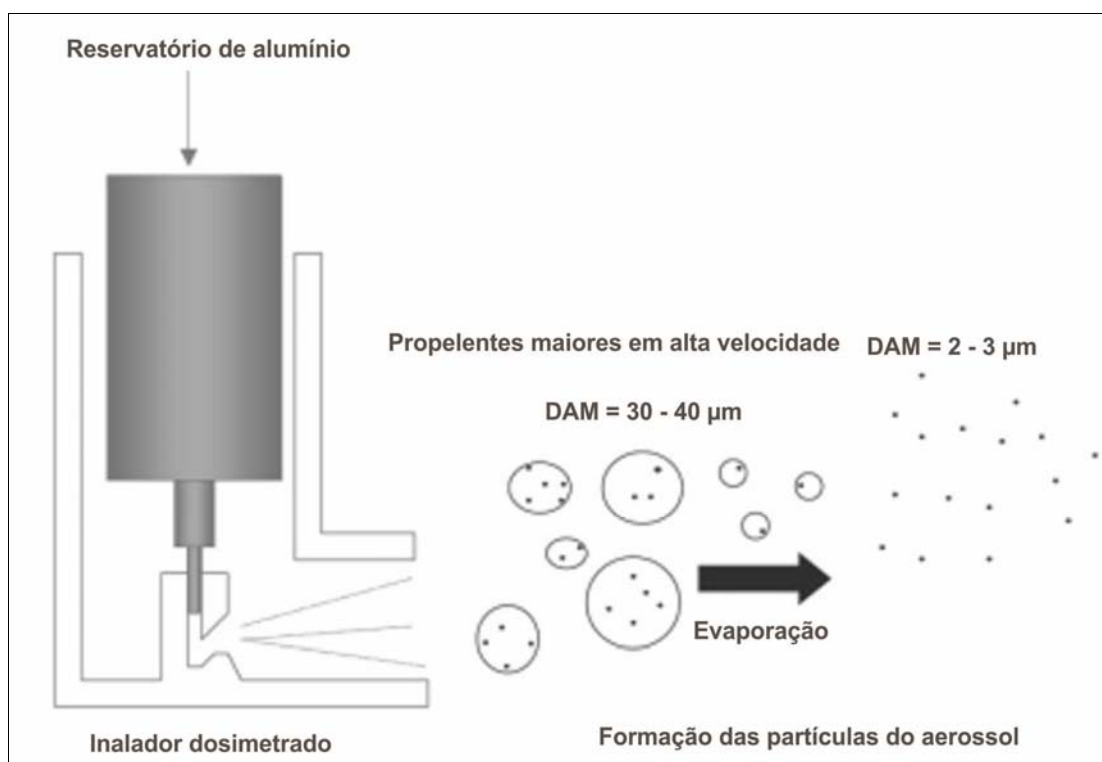 Reservatório de alumínio
Propelentes maiores em alta velocidade
DAM = 2 - 3 µm
DAM = 30 - 40 µm
Evaporação
Inalador dosimetrado
Formação das partículas do aerossol